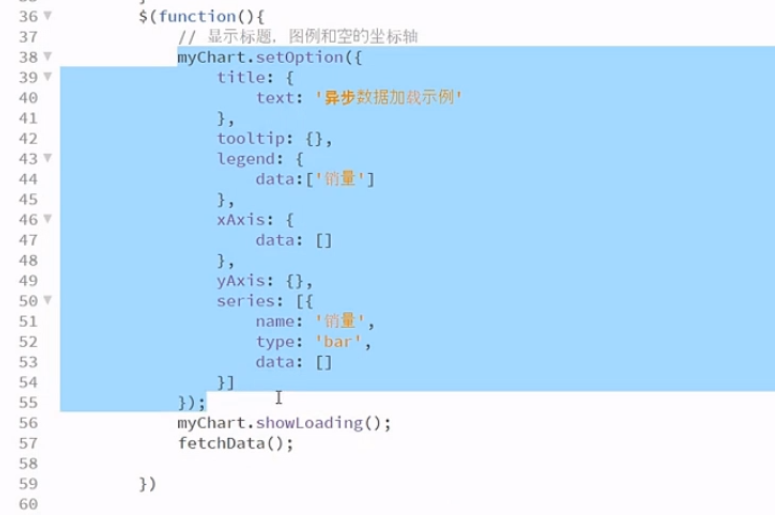 36 $(function(){
37 // 显示标题，图例和空的坐标轴
38 myChart.setOption({
39 title: {
40 text: '异步数据加载示例'
41 },
42 tooltip: {},
43 legend: {
44 data:['销量']
45 },
46 xAxis: {
47 data: []
48 },
49 yAxis: {},
50 series: [{
51 name: '销量',
52 type: 'bar',
53 data: []
54 }]
55 });
56 myChart.showLoading();
57 fetchData();
58
59 })
60